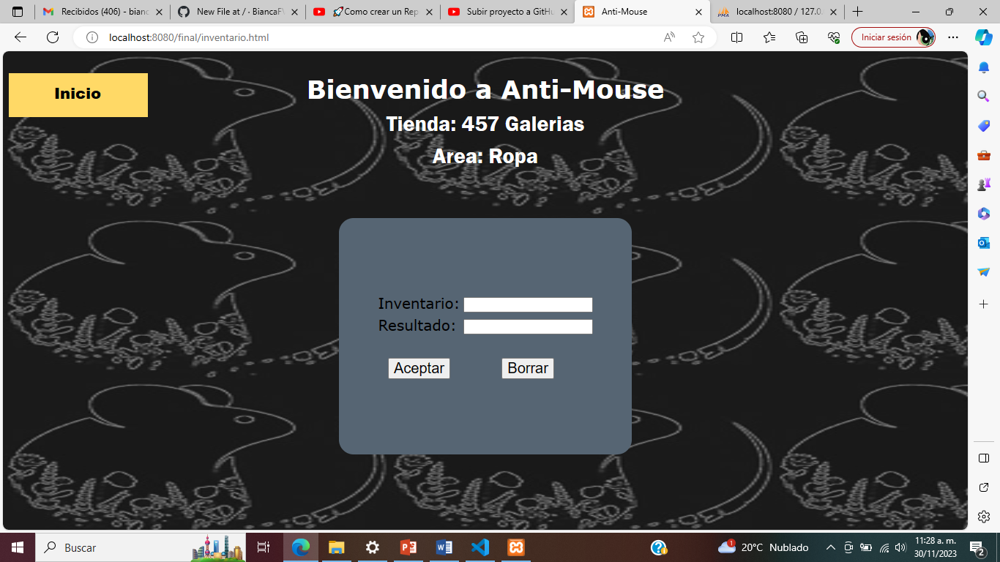 Recibidos (406) - bianc
New File at / · BiancaF
Como crear un Rep
Subir proyecto a GitHu
Anti-Mouse
localhost:8080 / 127.0.
localhost:8080/final/inventario.html
Iniciar sesión
Inicio
Bienvenido a Anti-Mouse
Tienda: 457 Galerias
Area: Ropa
Inventario:
Resultado:
Aceptar Borrar
Buscar
20°C Nublado
11:28 a. m.
30/11/2023